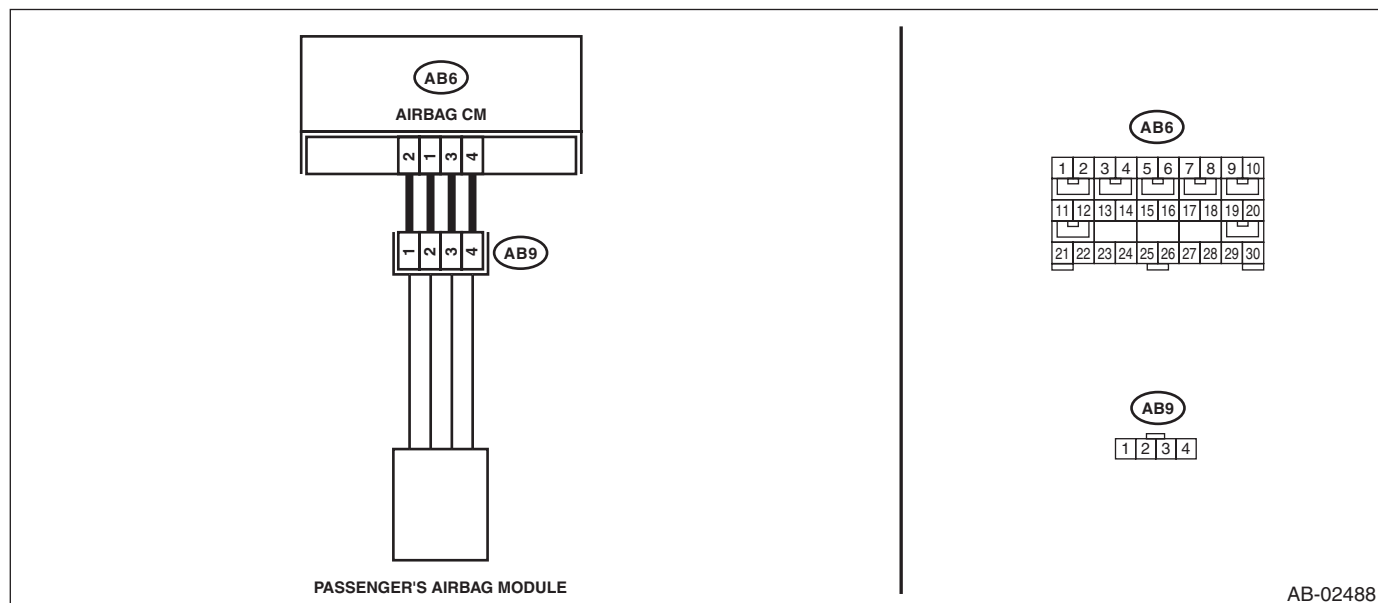 AB6
AIRBAG CM
2 1 3 4
1 2 3 4
AB9
PASSENGER'S AIRBAG MODULE
AB6
1 2 3 4 5 6 7 8 9 10
11 12 13 14 15 16 17 18 19 20
21 22 23 24 25 26 27 28 29 30
AB9
1 2 3 4
AB-02488